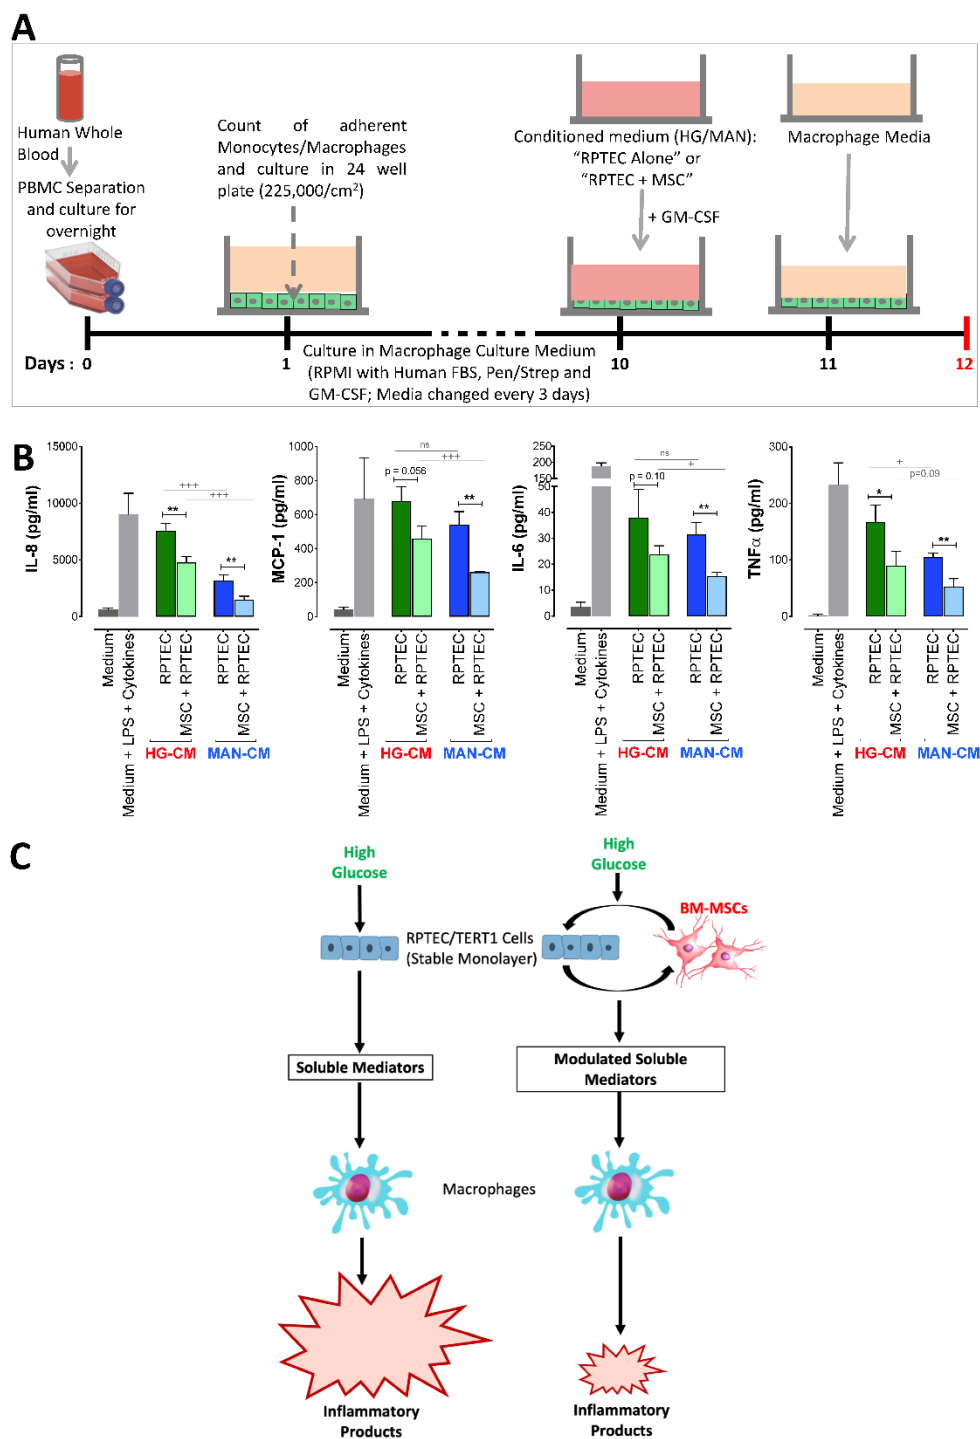 A
Human Whole
Blood
PBMC Separation
and culture for
overnight
Count of adherent
Monocytes/Macrophages
and culture in 24 well
plate (225,000/cm²)
Conditioned medium (HG/MAN):
“RPTEC Alone” or
“RPTEC + MSC”
+ GM-CSF
Macrophage Media
Days : 0
1
10
11
12
Culture in Macrophage Culture Medium
(RPMI with Human FBS, Pen/Strep and
GM-CSF; Media changed every 3 days)
B
IL-8 (pg/ml)
15000
10000
5000
0
+++
+++
**
**
Medium
Medium + LPS + Cytokines
RPTEC
MSC + RPTEC
RPTEC
MSC + RPTEC
HG-CM
MAN-CM
MCP-1 (pg/ml)
1000
800
600
400
200
0
ns
+++
p = 0.056
**
Medium
Medium + LPS + Cytokines
RPTEC
MSC + RPTEC
RPTEC
MSC + RPTEC
HG-CM
MAN-CM
IL-6 (pg/ml)
250
200
150
100
50
40
30
20
10
0
ns
+
p = 0.10
**
Medium
Medium + LPS + Cytokines
RPTEC
MSC + RPTEC
RPTEC
MSC + RPTEC
HG-CM
MAN-CM
TNFα (pg/ml)
300
200
100
0
+
p=0.09
*
**
Medium
Medium + LPS + Cytokines
RPTEC
MSC + RPTEC
RPTEC
MSC + RPTEC
HG-CM
MAN-CM
C
High
Glucose
High
Glucose
BM-MSCs
RPTEC/TERT1 Cells
(Stable Monolayer)
Soluble Mediators
Modulated Soluble
Mediators
Macrophages
Inflammatory
Products
Inflammatory
Products